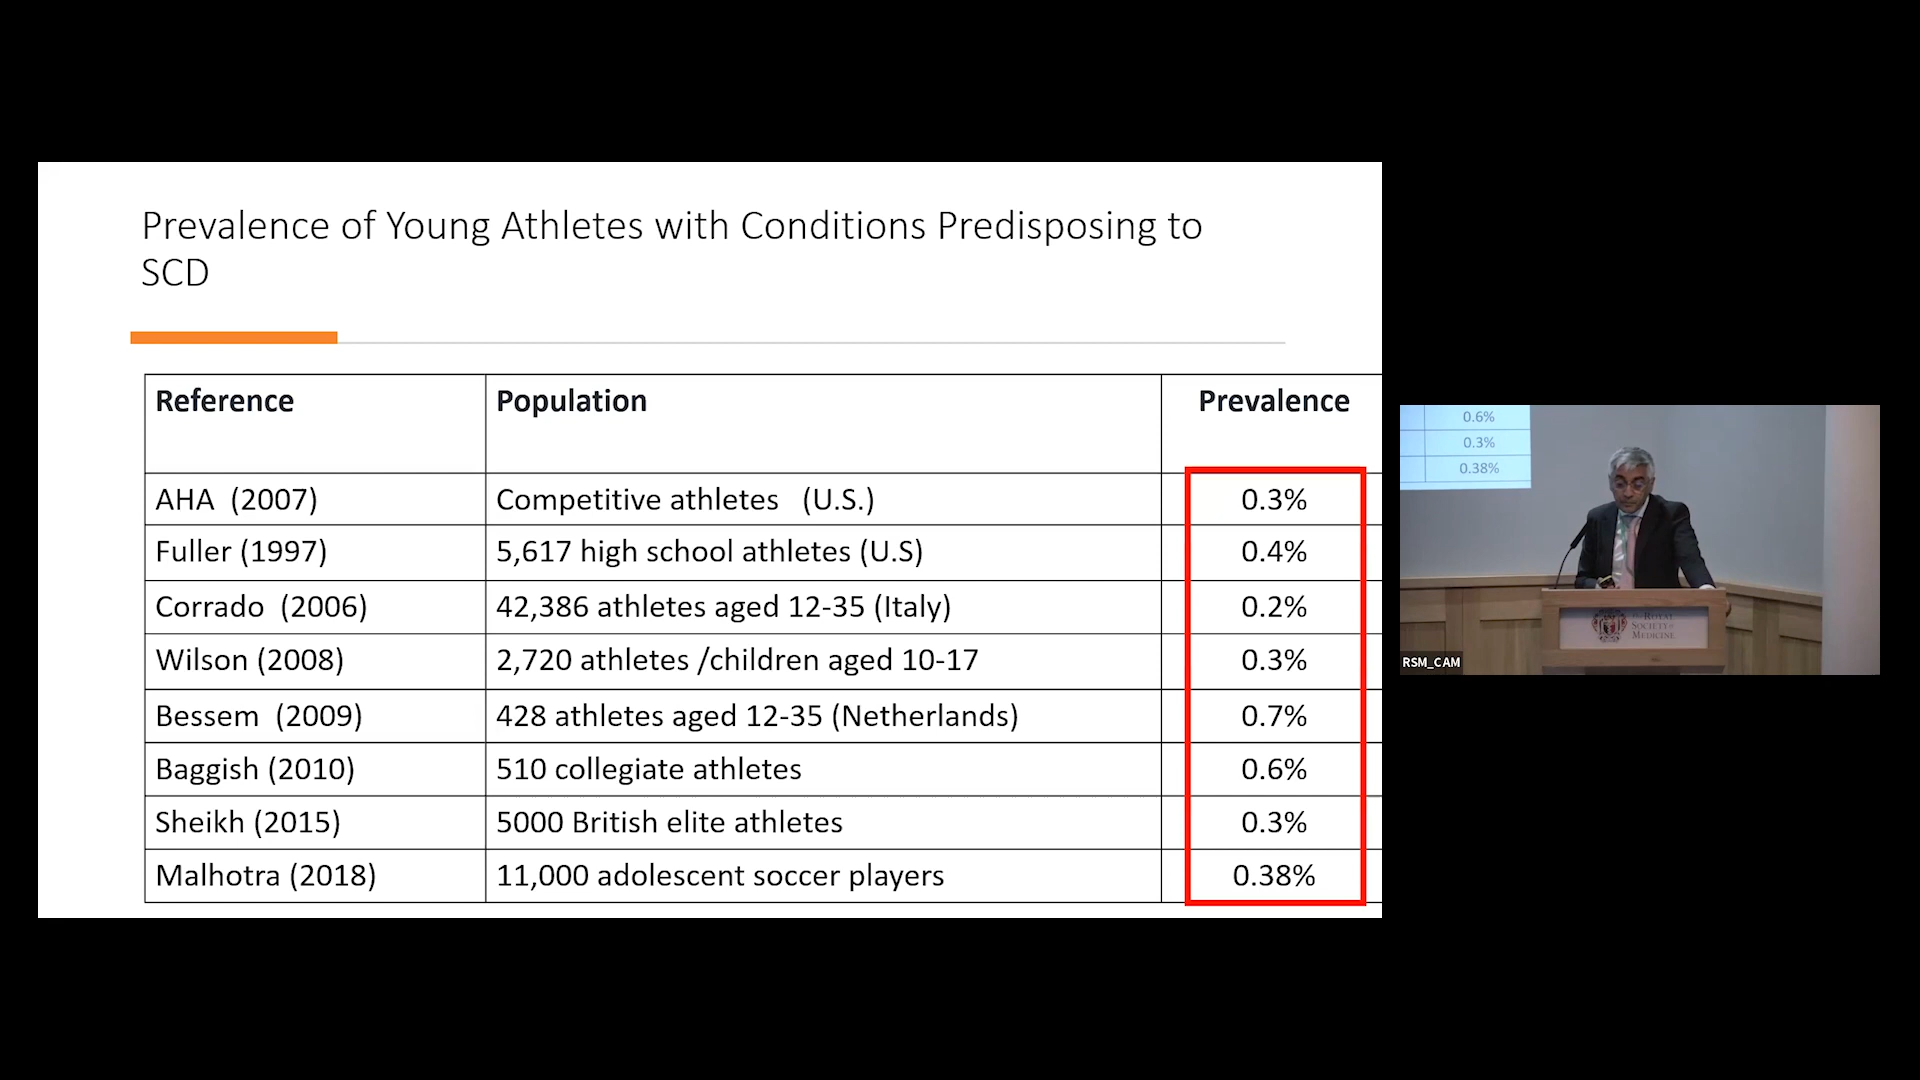 Prevalence of Young Athletes with Conditions Predisposing to
SCD
Reference Population Prevalence
AHA (2007) Competitive athletes (U.S.) 0.3%
Fuller (1997) 5,617 high school athletes (U.S) 0.4%
Corrado (2006) 42,386 athletes aged 12-35 (Italy) 0.2%
Wilson (2008) 2,720 athletes /children aged 10-17 0.3%
Bessem (2009) 428 athletes aged 12-35 (Netherlands) 0.7%
Baggish (2010) 510 collegiate athletes 0.6%
Sheikh (2015) 5000 British elite athletes 0.3%
Malhotra (2018) 11,000 adolescent soccer players 0.38%
0.6%
0.3%
0.38%
ROYAL
SOCIETY of
MEDICINE
RSM_CAM